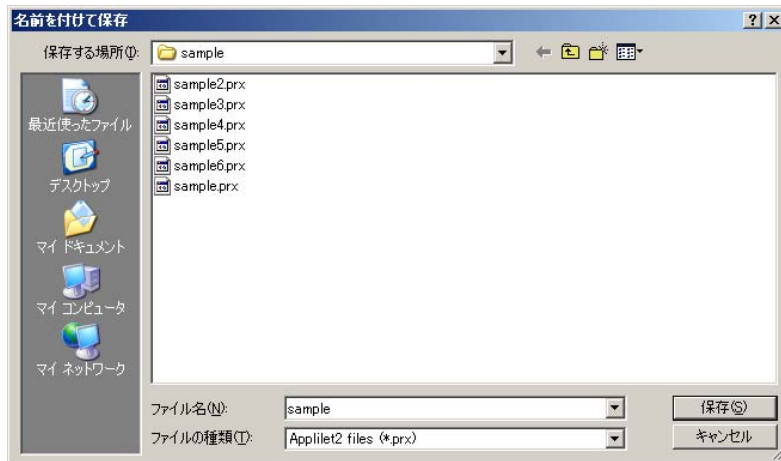 名前を付けて保存
保存する場所(I):
sample
最近使ったファイル
デスクトップ
マイ ドキュメント
マイ コンピュータ
マイ ネットワーク
sample2.prx
sample3.prx
sample4.prx
sample5.prx
sample6.prx
sample.prx
ファイル名(N):
sample
保存(S)
ファイルの種類(T):
Applilet2 files (*.prx)
キャンセル